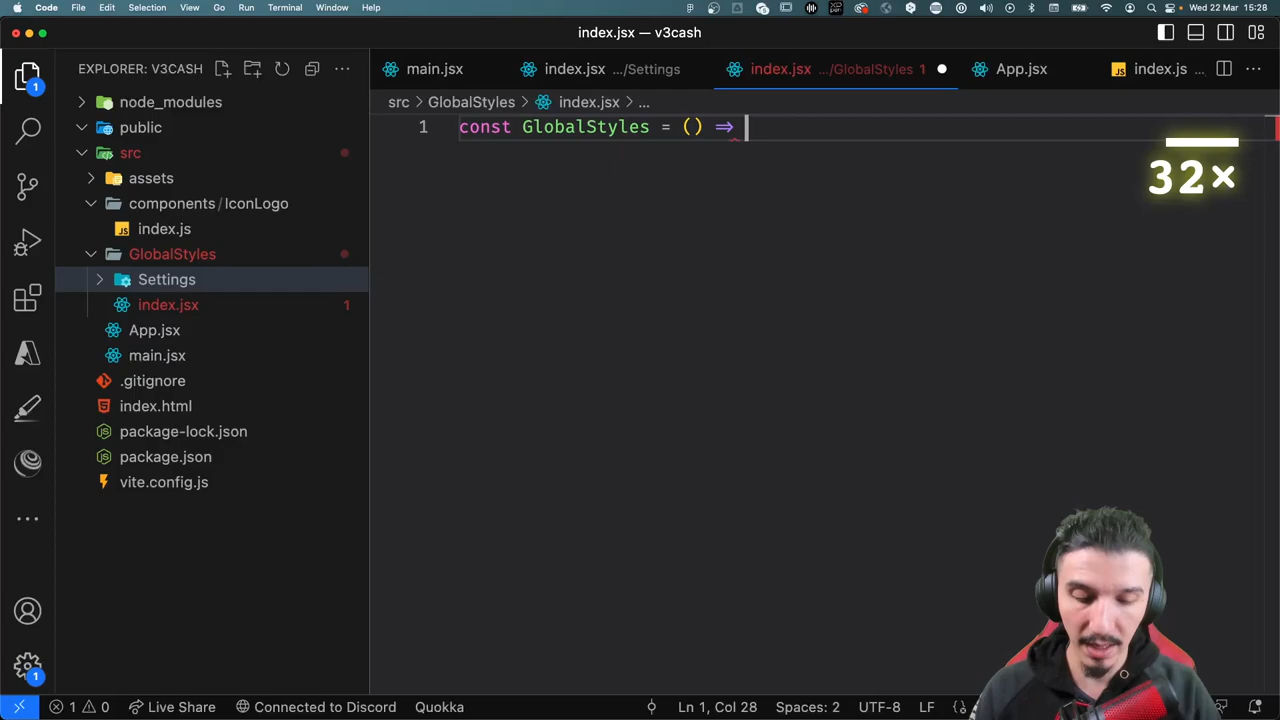 Code File Edit Selection View Go Run Terminal Window Help Wed 22 Mar 15:28
index.jsx — v3cash
EXPLORER: V3CASH
main.jsx index.jsx .../Settings index.jsx .../GlobalStyles 1 App.jsx index.js ...
src > GlobalStyles > index.jsx > ...
1 const GlobalStyles = () =>
32×
node_modules
public
src
assets
components / IconLogo
index.js
GlobalStyles
Settings
index.jsx 1
App.jsx
main.jsx
.gitignore
index.html
package-lock.json
package.json
vite.config.js
1
1
1 0 Live Share Connected to Discord Quokka Ln 1, Col 28 Spaces: 2 UTF-8 LF